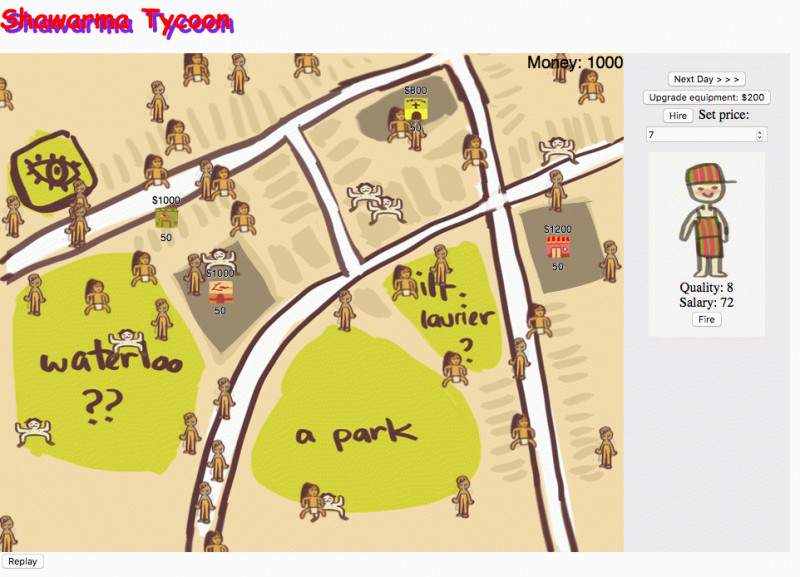 Shawarma Tycoon
Money: 1000
$800
50
$1000
50
$1000
50
$1200
50
waterloo
??
ilt.
laurier
?
a park
Next Day > > >
Upgrade equipment: $200
Hire Set price:
7
Quality: 8
Salary: 72
Fire
Replay